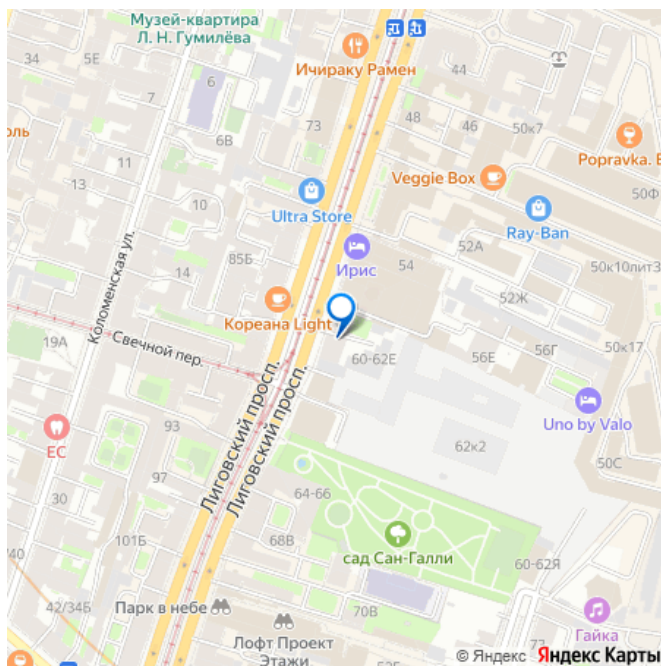 Музей-квартира
Л. Н. Гумилёва
Ичираку Рамен
44
7
6
5
73
48
46
50к7
оль
11
6В
Popravka. Б
13
Veggie Box
50Ф
10
Ultra Store
Ray-Ban
85Б
52А
14
Ирис
54
50к10лит3
Коломенская ул.
52Ж
Кореана Light
19А
Свечной пер.
60-62Е
56Е
56Г
50к17
Лиговский просп.
Лиговский просп.
Uno by Valo
93
ЕС
62к2
50С
97
30
64-66
101Б
68В
сад Сан-Галли
60-62Я
/40
42/34Б
Парк в небе
70В
Гайка
Лофт Проект
Этажи
73
© Яндекс Яндекс Карты